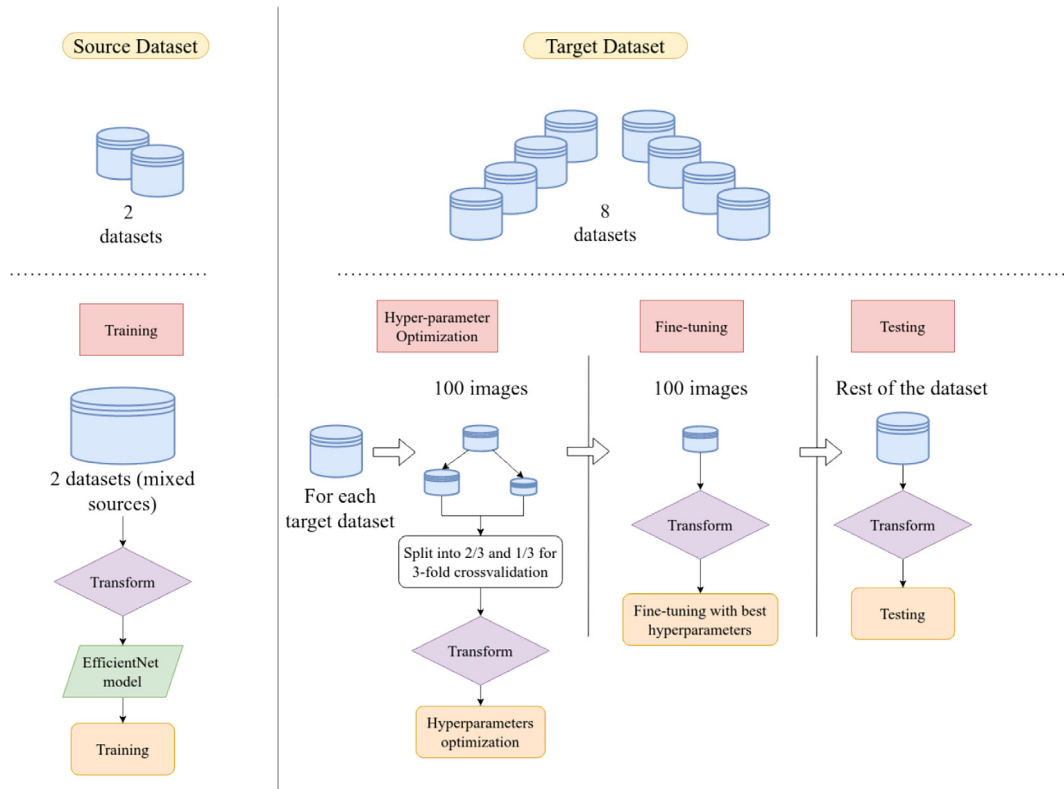 Source Dataset
Target Dataset
2
datasets
8
datasets
Training
2 datasets (mixed
sources)
Transform
EfficientNet
model
Training
Hyper-parameter
Optimization
100 images
For each
target dataset
Split into 2/3 and 1/3 for
3-fold crossvalidation
Transform
Hyperparameters
optimization
Fine-tuning
100 images
Transform
Fine-tuning with best
hyperparameters
Testing
Rest of the dataset
Transform
Testing